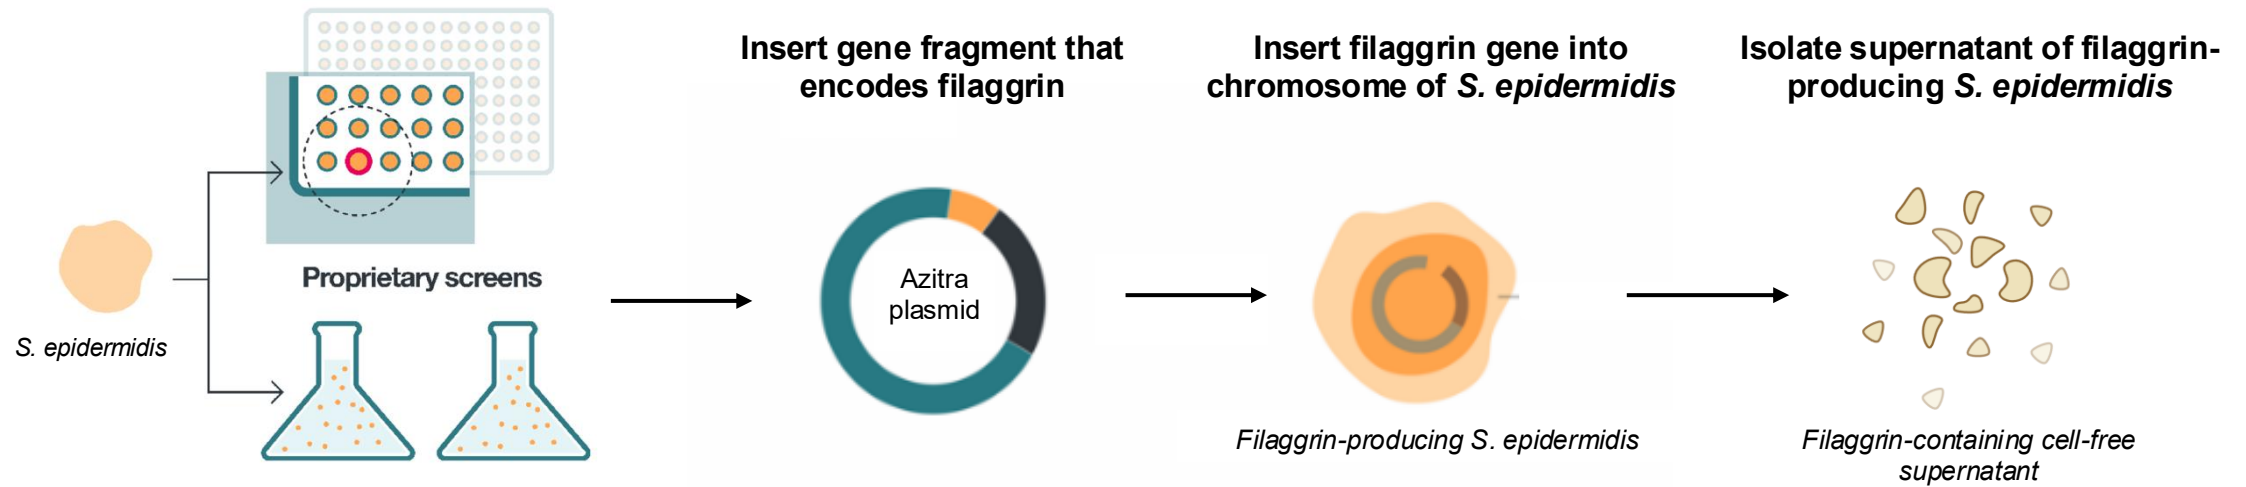 S. epidermidis
Proprietary screens
Insert gene fragment that
encodes filaggrin
Azitra
plasmid
Insert filaggrin gene into
chromosome of S. epidermidis
Filaggrin-producing S. epidermidis
Isolate supernatant of filaggrin-
producing S. epidermidis
Filaggrin-containing cell-free
supernatant